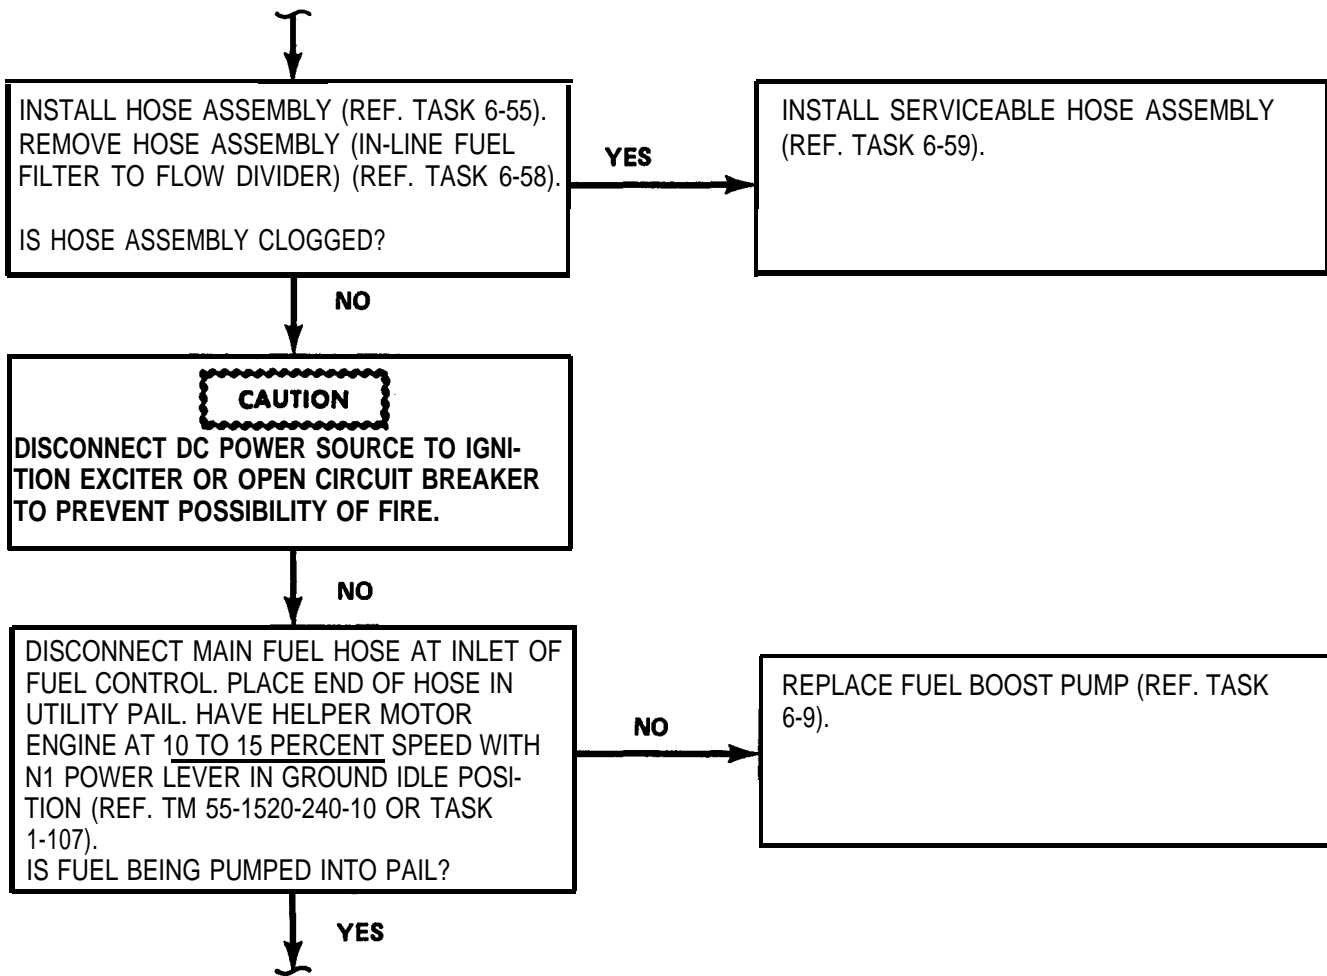 INSTALL HOSE ASSEMBLY (REF. TASK 6-55).
REMOVE HOSE ASSEMBLY (IN-LINE FUEL
FILTER TO FLOW DIVIDER) (REF. TASK 6-58).
IS HOSE ASSEMBLY CLOGGED?
YES
INSTALL SERVICEABLE HOSE ASSEMBLY
(REF. TASK 6-59).
NO
CAUTION
DISCONNECT DC POWER SOURCE TO IGNI-
TION EXCITER OR OPEN CIRCUIT BREAKER
TO PREVENT POSSIBILITY OF FIRE.
NO
DISCONNECT MAIN FUEL HOSE AT INLET OF
FUEL CONTROL. PLACE END OF HOSE IN
UTILITY PAIL. HAVE HELPER MOTOR
ENGINE AT 10 TO 15 PERCENT SPEED WITH
N1 POWER LEVER IN GROUND IDLE POSI-
TION (REF. TM 55-1520-240-10 OR TASK
1-107).
IS FUEL BEING PUMPED INTO PAIL?
NO
REPLACE FUEL BOOST PUMP (REF. TASK
6-9).
YES